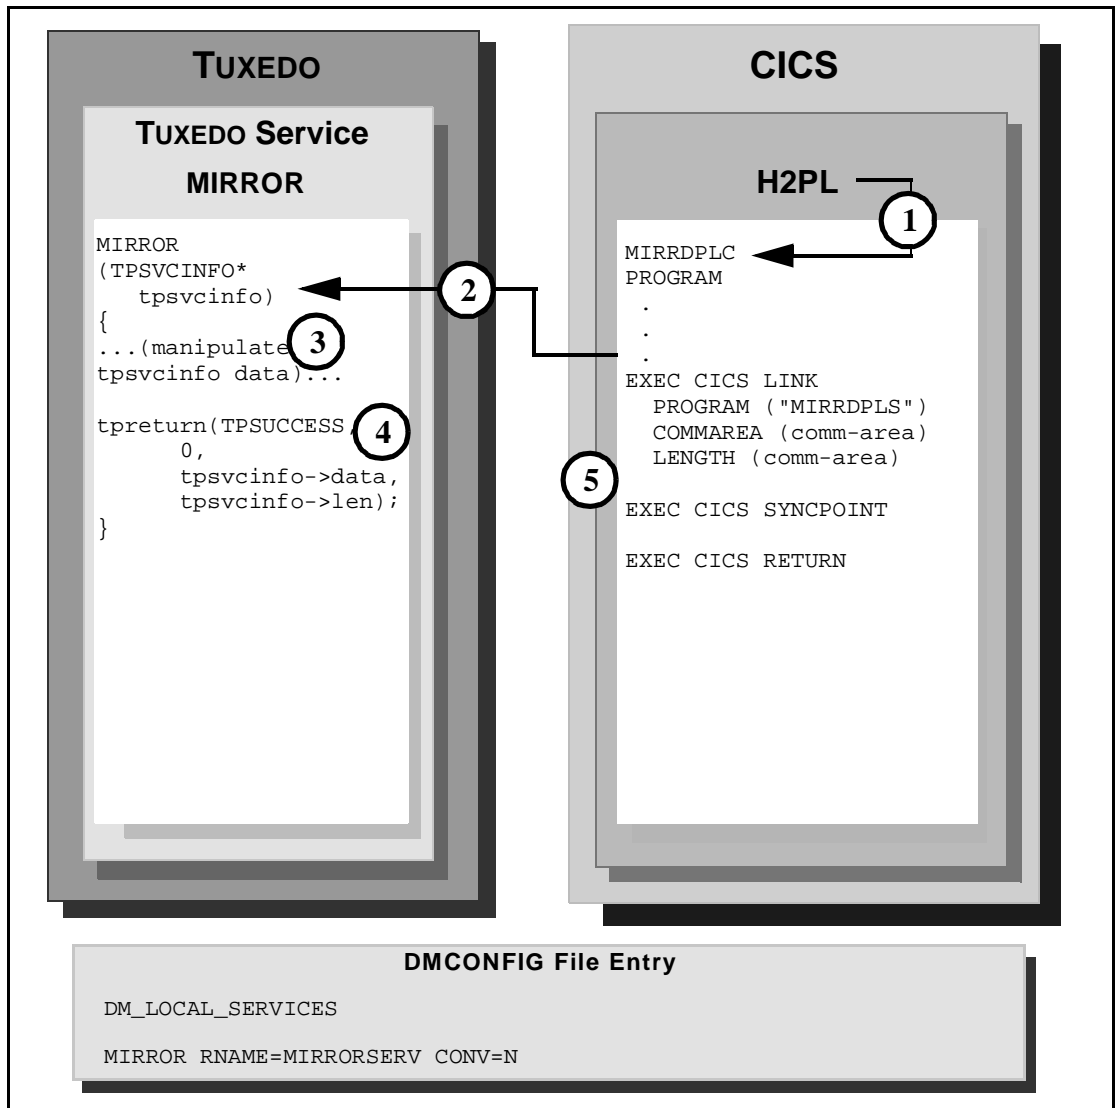 TUXEDO
TUXEDO Service
MIRROR
MIRROR
(TPSVCINFO*
tpsvcinfo)
{
...(manipulate
tpsvcinfo data)...
tpreturn(TPSUCCESS,
0,
tpsvcinfo->data,
tpsvcinfo->len);
}
3
4
2
CICS
H2PL
1
MIRRDPLC
PROGRAM
.
.
.
EXEC CICS LINK
PROGRAM ("MIRRDPLS")
COMMAREA (comm-area)
LENGTH (comm-area)
5
EXEC CICS SYNCPOINT
EXEC CICS RETURN
DMCONFIG File Entry
DM_LOCAL_SERVICES
MIRROR RNAME=MIRRORSERV CONV=N